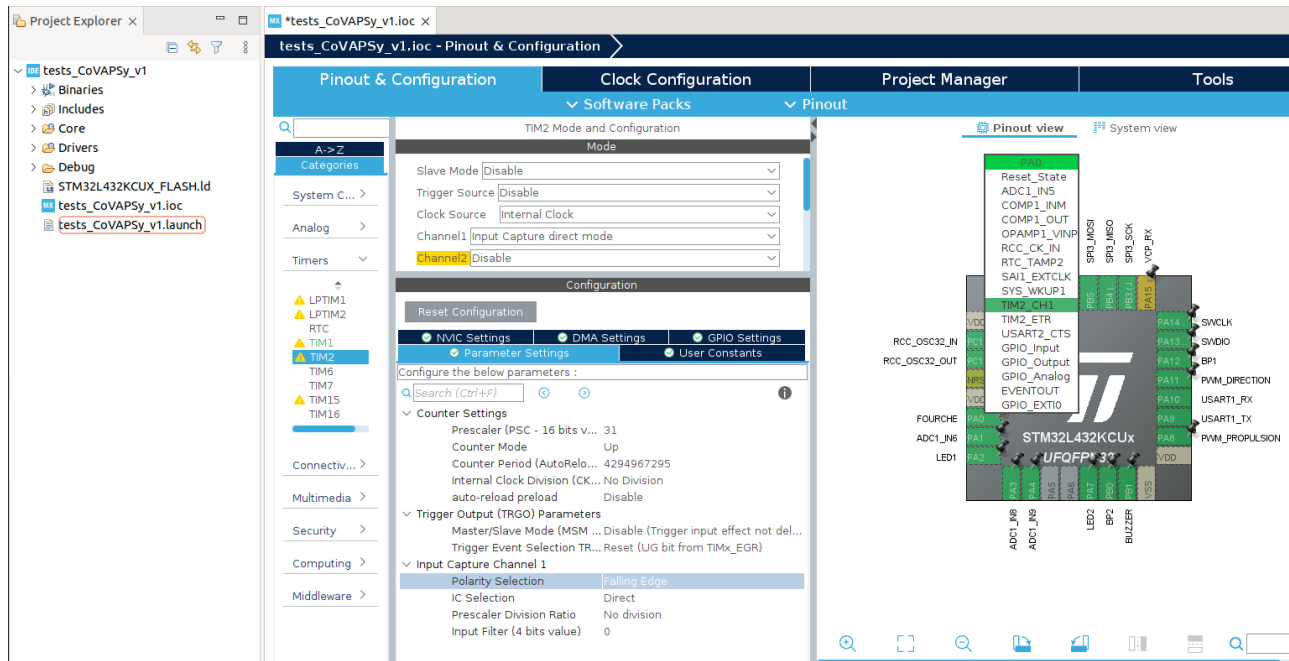 Project Explorer
tests_CoVAPSy_v1
Binaries
Includes
Core
Drivers
Debug
STM32L432KCUX_FLASH.ld
tests_CoVAPSy_v1.ioc
tests_CoVAPSy_v1.launch
*tests_CoVAPSy_v1.ioc
tests_CoVAPSy_v1.ioc - Pinout & Configuration
Pinout & Configuration
Clock Configuration
Project Manager
Tools
Software Packs
Pinout
A->Z
Categories
System C...
Analog
Timers
LPTIM1
LPTIM2
RTC
TIM1
TIM2
TIM6
TIM7
TIM15
TIM16
Connectiv...
Multimedia
Security
Computing
Middleware
TIM2 Mode and Configuration
Mode
Slave Mode Disable
Trigger Source Disable
Clock Source Internal Clock
Channel1 Input Capture direct mode
Channel2 Disable
Configuration
Reset Configuration
NVIC Settings
DMA Settings
GPIO Settings
Parameter Settings
User Constants
Configure the below parameters :
Search (Ctrl+F)
Counter Settings
Prescaler (PSC - 16 bits v... 31
Counter Mode Up
Counter Period (AutoRelo... 4294967295
Internal Clock Division (CK... No Division
auto-reload preload Disable
Trigger Output (TRGO) Parameters
Master/Slave Mode (MSM ... Disable (Trigger input effect not del...
Trigger Event Selection TR... Reset (UG bit from TIMx_EGR)
Input Capture Channel 1
Polarity Selection Falling Edge
IC Selection Direct
Prescaler Division Ratio No division
Input Filter (4 bits value) 0
Pinout view
System view
PA0
Reset_State
ADC1_IN5
COMP1_INM
COMP1_OUT
OPAMP1_VINP
RCC_CK_IN
RTC_TAMP2
SAI1_EXTCLK
SYS_WKUP1
TIM2_CH1
TIM2_ETR
USART2_CTS
GPIO_Input
GPIO_Output
GPIO_Analog
EVENTOUT
GPIO_EXTI0
SPI3_MOSI
SPI3_MISO
SPI3_SCK
VCP_RX
PB5
PB4 (...
PB3 (J...
PA15
RCC_OSC32_IN
RCC_OSC32_OUT
FOURCHE
PA0
ADC1_IN6
PA1
LED1
PA2
PA14
SWCLK
PA13
SWDIO
PA12
BP1
PA11
PWM_DIRECTION
PA10
USART1_RX
PA9
USART1_TX
PA8
PWM_PROPULSION
VDD
STM32L432KCUx
PA3
PA4
PA5
PA6
PA7
PB0
PB1
VSS
ADC1_IN8
ADC1_IN9
LED2
BP2
BUZZER